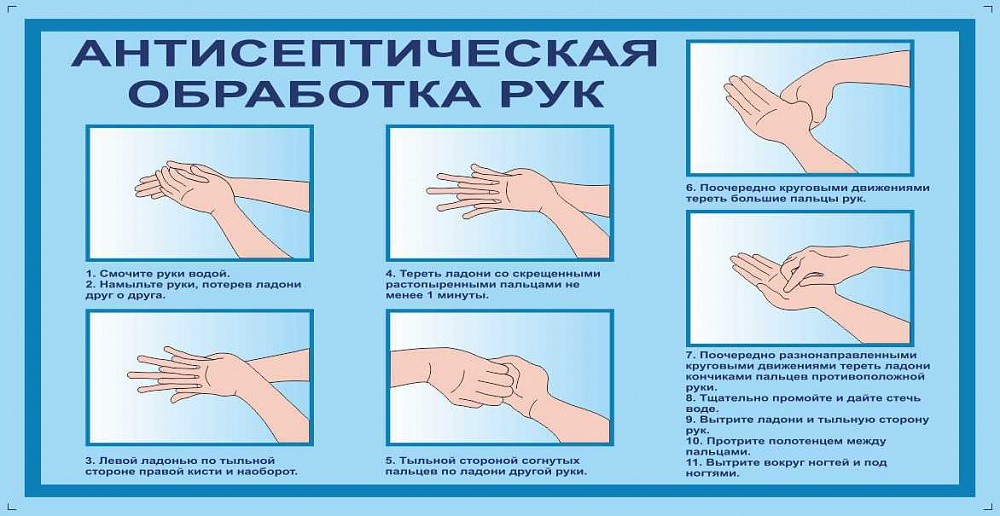 АНТИСЕПТИЧЕСКАЯ
ОБРАБОТКА РУК
1. Смочите руки водой.
2. Намыльте руки, потерев ладони
друг о друга.
3. Левой ладонью по тыльной
стороне правой кисти и наоборот.
4. Тереть ладони со скрещенными
растопыренными пальцами не
менее 1 минуты.
5. Тыльной стороной согнутых
пальцев по ладони другой руки.
6. Поочередно круговыми движениями
тереть большие пальцы рук.
7. Поочередно разнонаправленными
круговыми движениями тереть ладони
кончиками пальцев противоположной
руки.
8. Тщательно промойте и дайте стечь
воде.
9. Вытрите ладони и тыльную сторону
рук.
10. Протрите полотенцем между
пальцами.
11. Вытрите вокруг ногтей и под
ногтями.